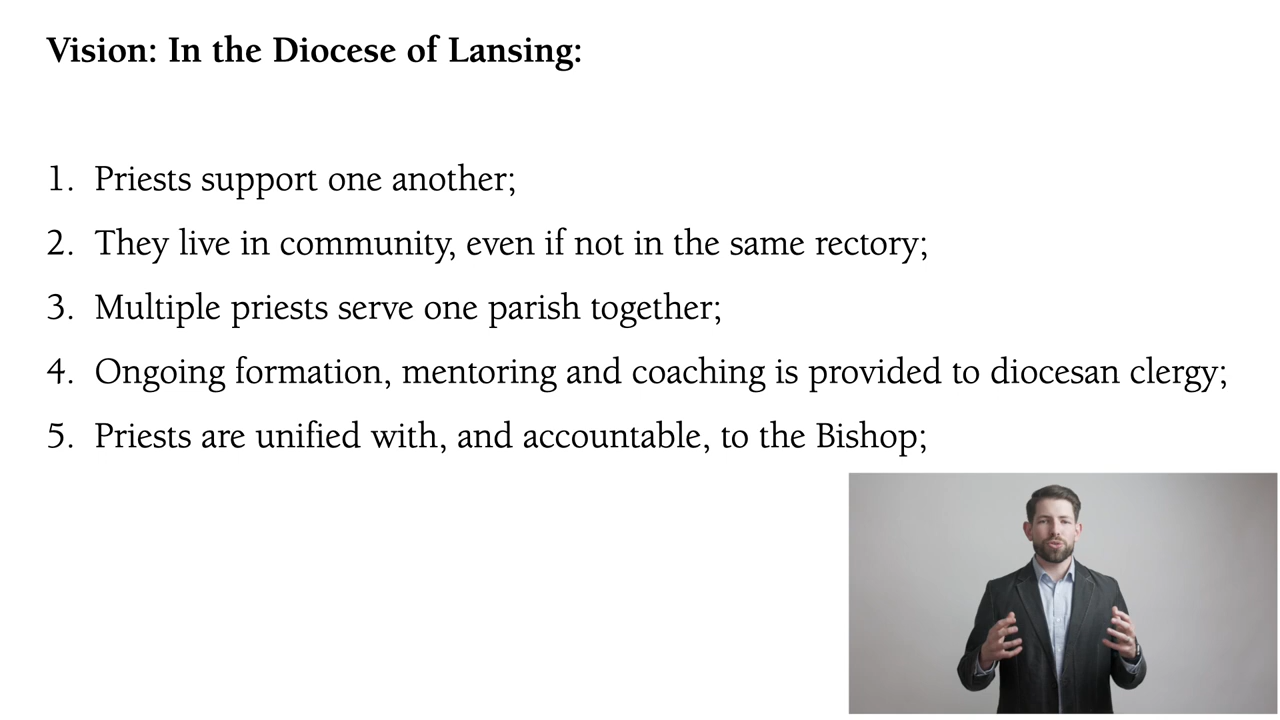 Vision: In the Diocese of Lansing:
1. Priests support one another;
2. They live in community, even if not in the same rectory;
3. Multiple priests serve one parish together;
4. Ongoing formation, mentoring and coaching is provided to diocesan clergy;
5. Priests are unified with, and accountable, to the Bishop;